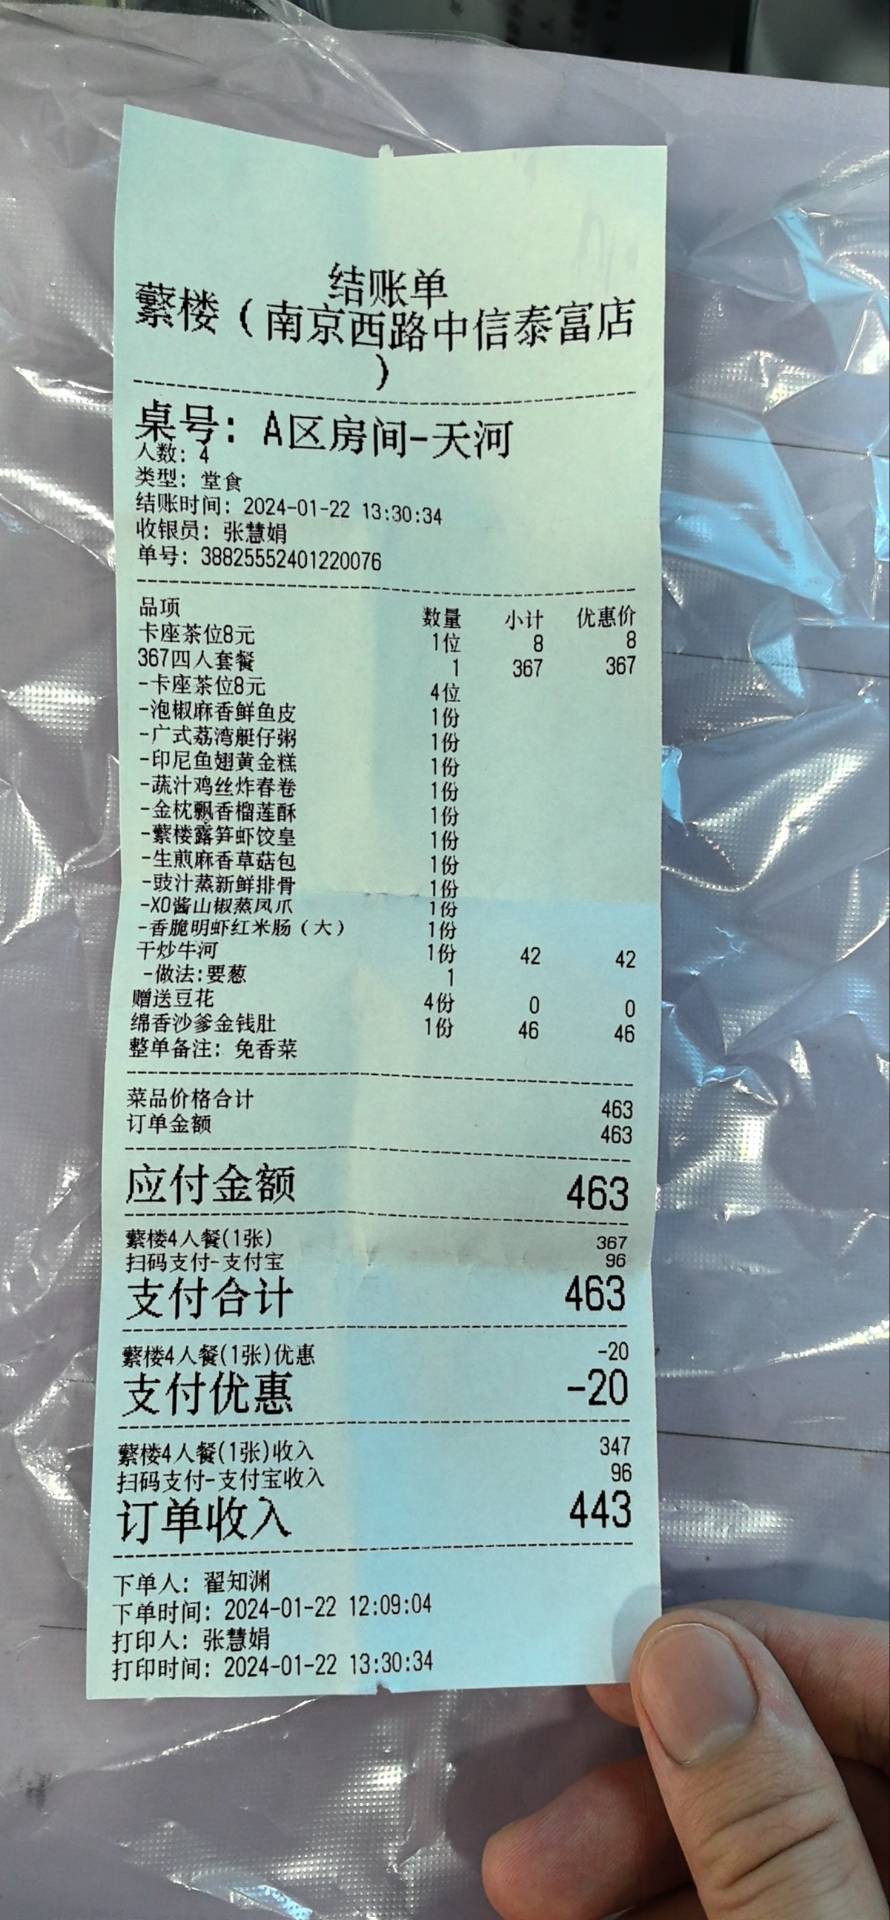 结账单
蘩楼（南京西路中信泰富店
）
桌号: A区房间-天河
人数: 4
类型: 堂食
结账时间: 2024-01-22 13:30:34
收银员: 张慧娟
单号: 38825552401220076
品项 数量 小计 优惠价
卡座茶位8元 1位 8 8
367四人套餐 1 367 367
-卡座茶位8元 4位
-泡椒麻香鲜鱼皮 1份
-广式荔湾艇仔粥 1份
-印尼鱼翅黄金糕 1份
-蔬汁鸡丝炸春卷 1份
-金枕飘香榴莲酥 1份
-蘩楼露笋虾饺皇 1份
-生煎麻香草菇包 1份
-豉汁蒸新鲜排骨 1份
-XO酱山椒蒸凤爪 1份
-香脆明虾红米肠（大） 1份
干炒牛河 1份 42 42
-做法:要葱 1
赠送豆花 4份 0 0
绵香沙爹金钱肚 1份 46 46
整单备注: 免香菜
菜品价格合计 463
订单金额 463
应付金额 463
蘩楼4人餐(1张) 367
扫码支付-支付宝 96
支付合计 463
蘩楼4人餐(1张)优惠 -20
支付优惠 -20
蘩楼4人餐(1张)收入 347
扫码支付-支付宝收入 96
订单收入 443
下单人: 翟知渊
下单时间: 2024-01-22 12:09:04
打印人: 张慧娟
打印时间: 2024-01-22 13:30:34